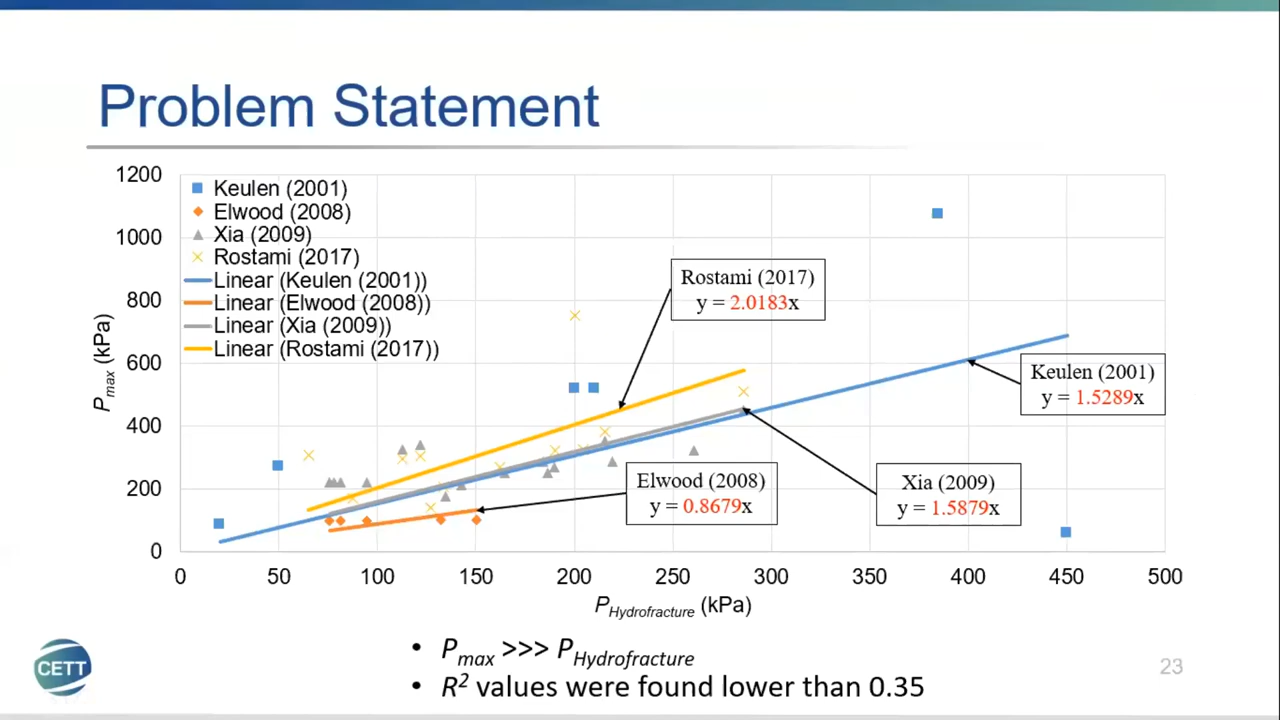 Problem Statement
1200
1000
800
600
400
200
0
P_max (kPa)
Keulen (2001)
Elwood (2008)
Xia (2009)
Rostami (2017)
Linear (Keulen (2001))
Linear (Elwood (2008))
Linear (Xia (2009))
Linear (Rostami (2017))
Rostami (2017)
y = 2.0183x
Keulen (2001)
y = 1.5289x
Elwood (2008)
y = 0.8679x
Xia (2009)
y = 1.5879x
0 50 100 150 200 250 300 350 400 450 500
P_Hydrofracture (kPa)
• P_max >>> P_Hydrofracture
• R² values were found lower than 0.35
CETT
23